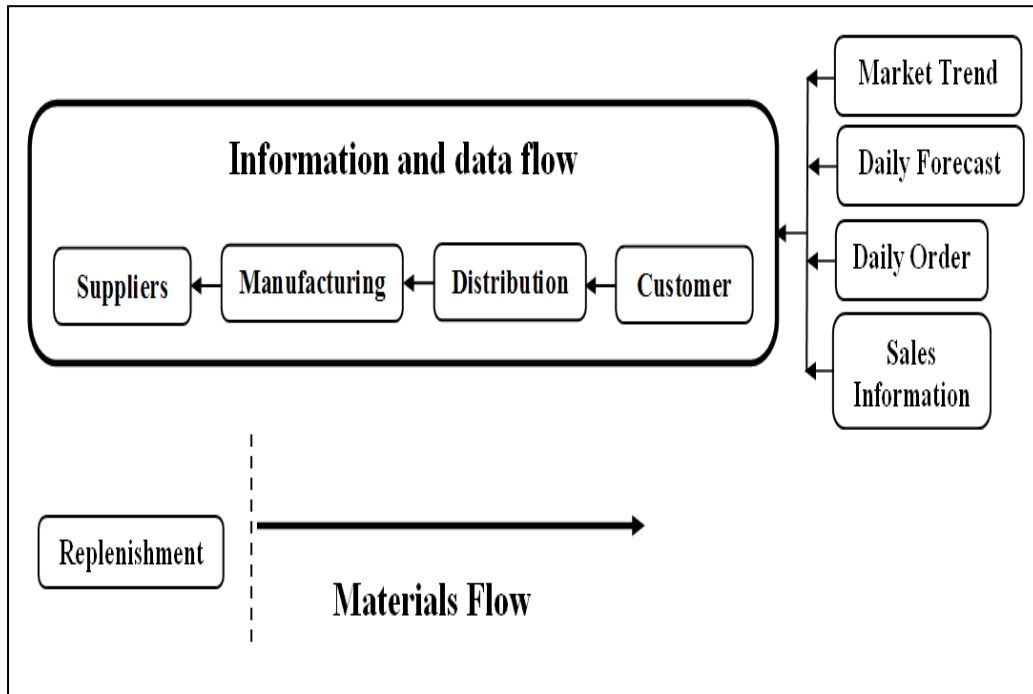 Market Trend
Information and data flow
Daily Forecast
Suppliers
Manufacturing
Distribution
Customer
Daily Order
Sales
Information
Replenishment
Materials Flow